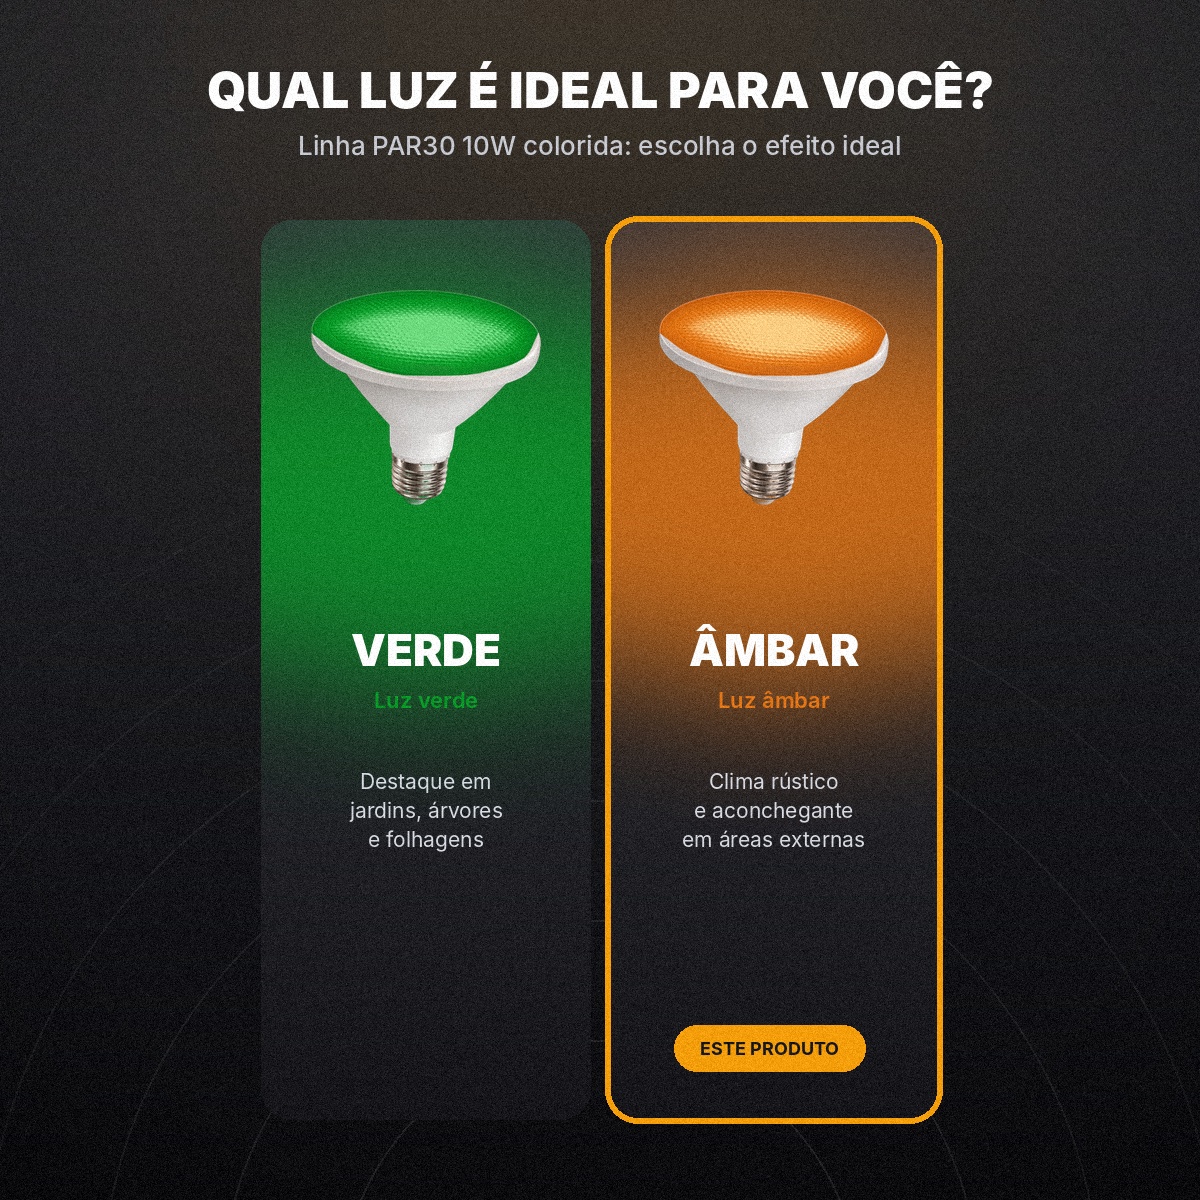 QUAL LUZ É IDEAL PARA VOCÊ?
Linha PAR30 10W colorida: escolha o efeito ideal
VERDE
Luz verde
Destaque em
jardins, árvores
e folhagens
ÂMBAR
Luz âmbar
Clima rústico
e aconchegante
em áreas externas
ESTE PRODUTO